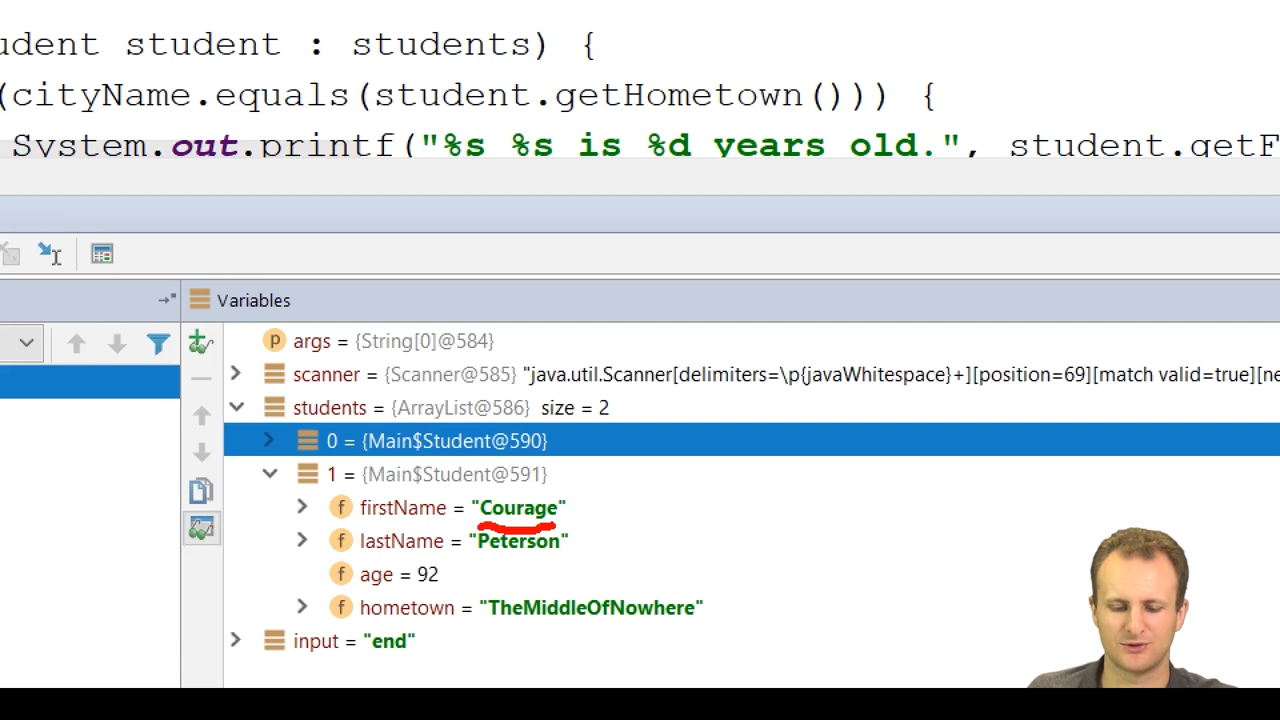 udent student : students) {
(cityName.equals(student.getHometown())) {
System.out.printf("%s %s is %d years old.", student.getF
Variables
p args = {String[0]@584}
scanner = {Scanner@585} "java.util.Scanner[delimiters=\p{javaWhitespace}+][position=69][match valid=true][ne
students = {ArrayList@586} size = 2
0 = {Main$Student@590}
1 = {Main$Student@591}
f firstName = "Courage"
f lastName = "Peterson"
f age = 92
f hometown = "TheMiddleOfNowhere"
input = "end"